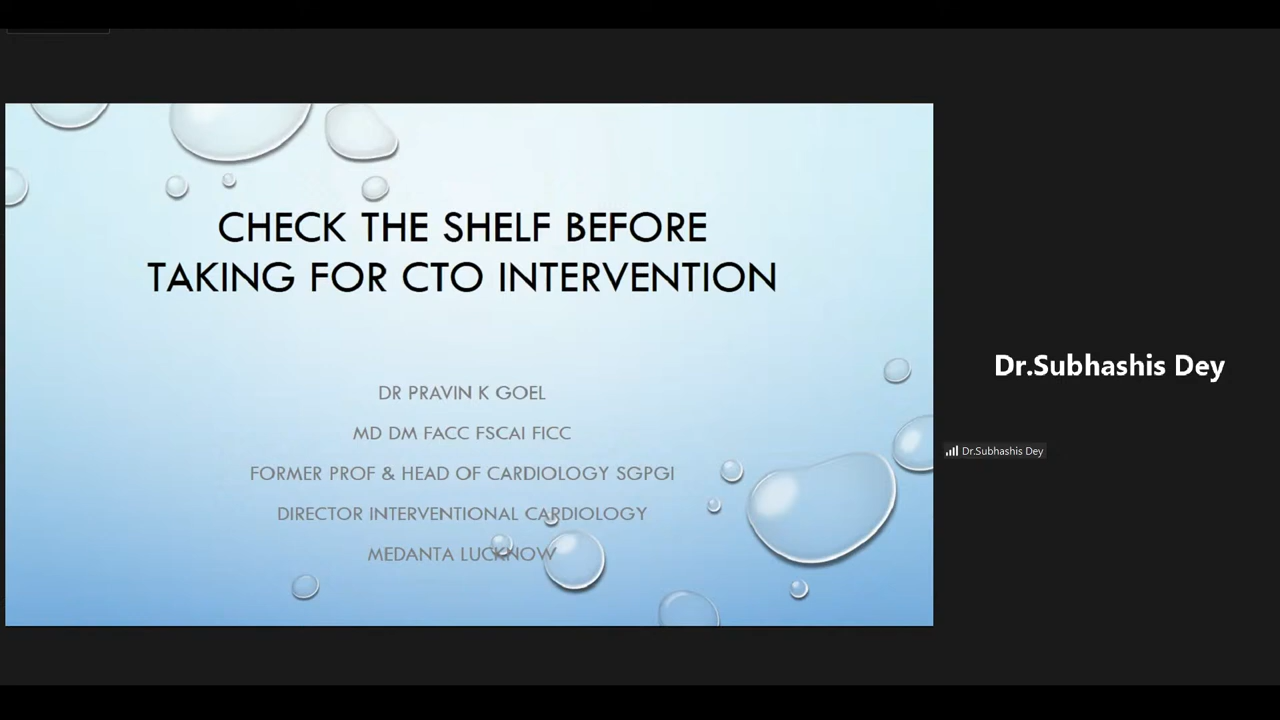 CHECK THE SHELF BEFORE
TAKING FOR CTO INTERVENTION
DR PRAVIN K GOEL
MD DM FACC FSCAI FICC
FORMER PROF & HEAD OF CARDIOLOGY SGPGI
DIRECTOR INTERVENTIONAL CARDIOLOGY
MEDANTA LUCKNOW
Dr.Subhashis Dey
Dr.Subhashis Dey